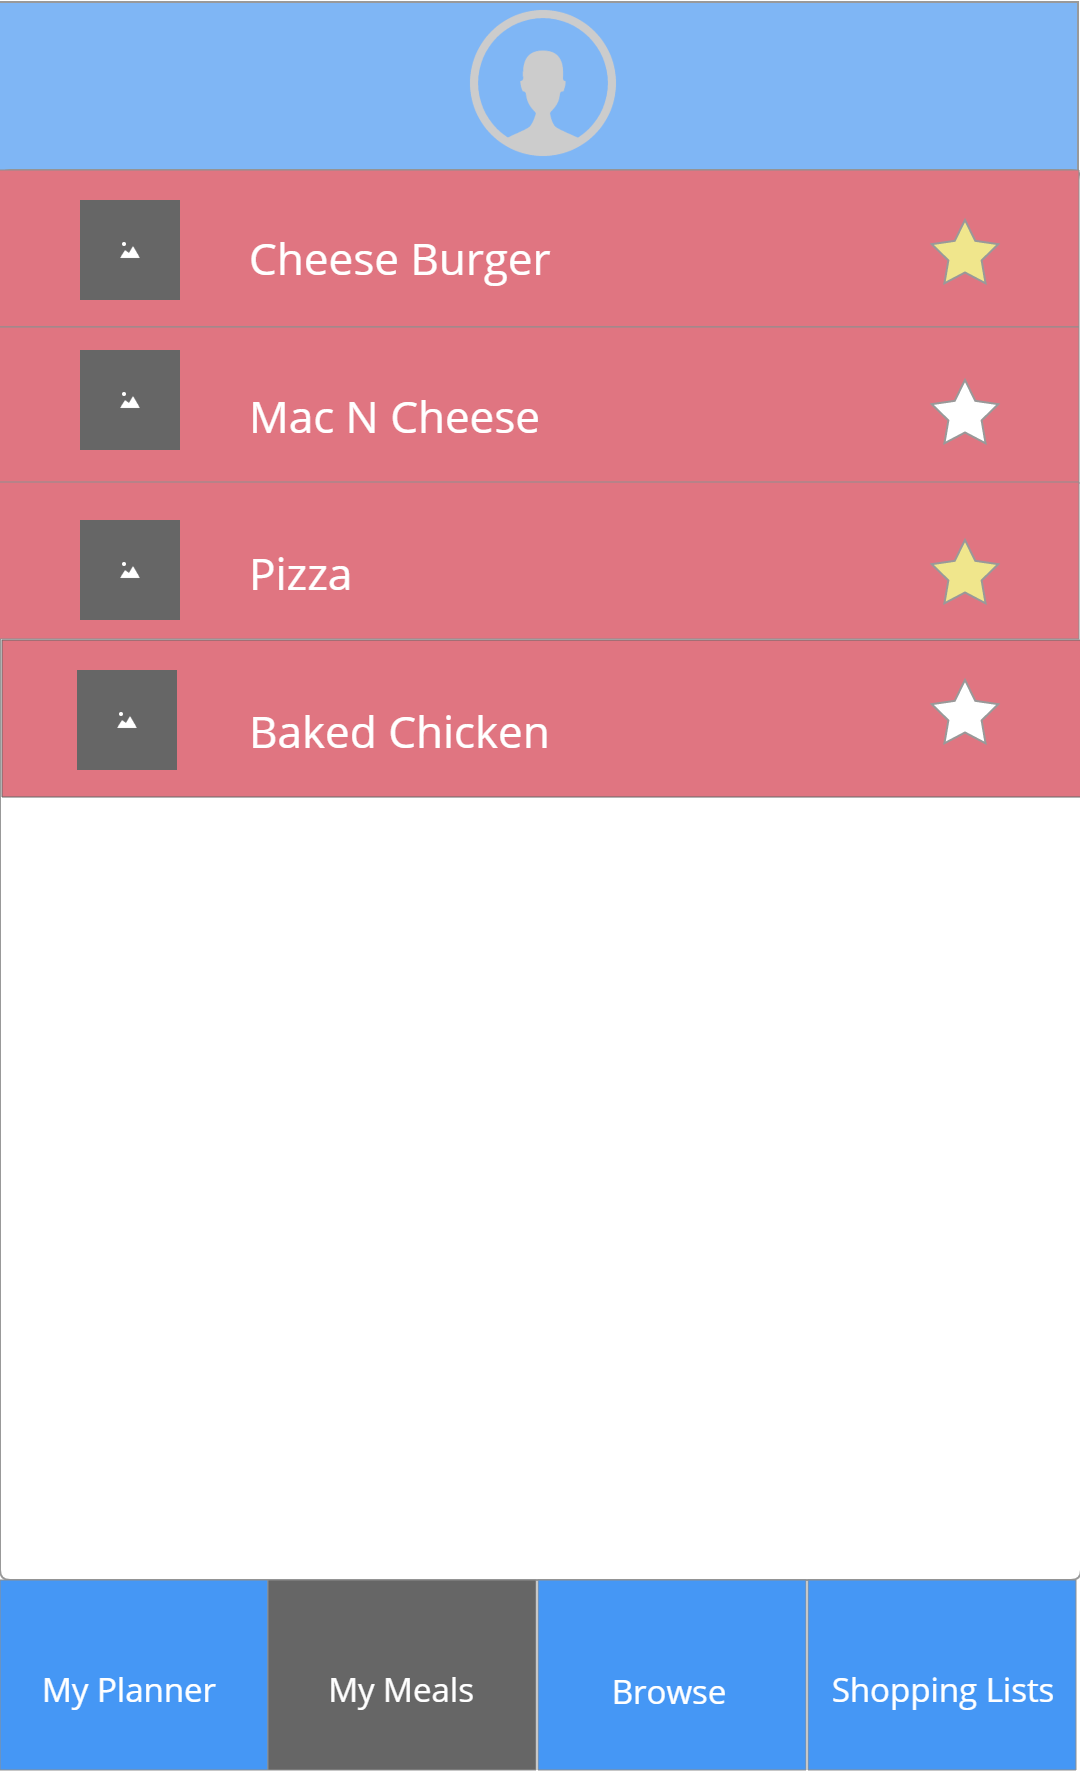 Cheese Burger
Mac N Cheese
Pizza
Baked Chicken
My Planner
My Meals
Browse
Shopping Lists